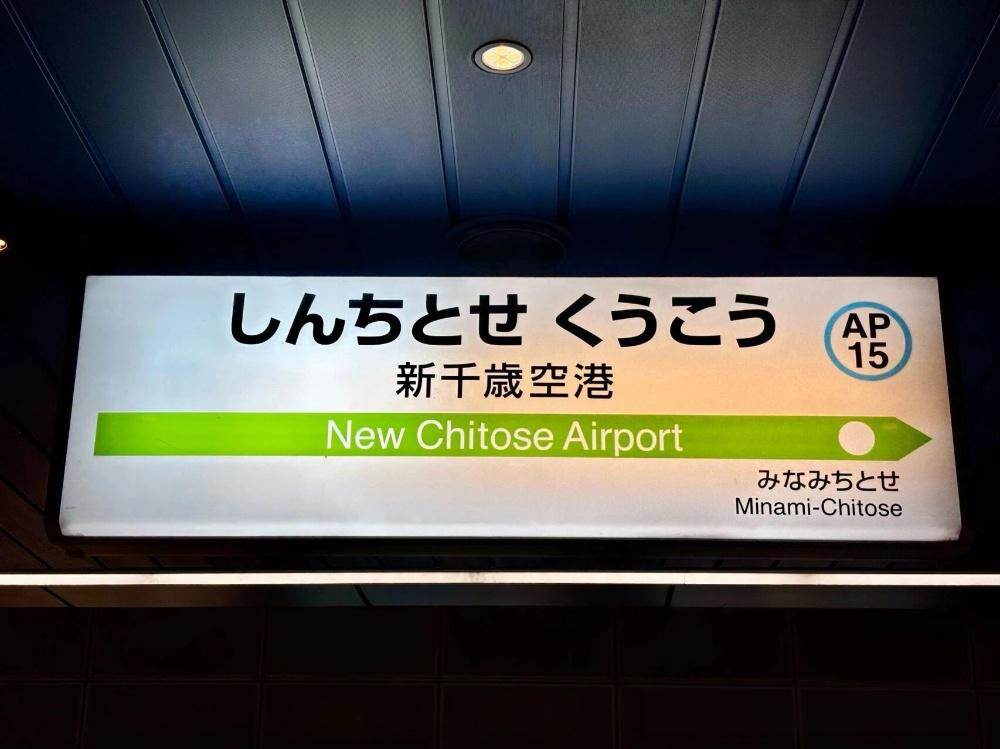 しんちとせ くうこう
AP
15
新千歳空港
New Chitose Airport
みなみちとせ
Minami-Chitose